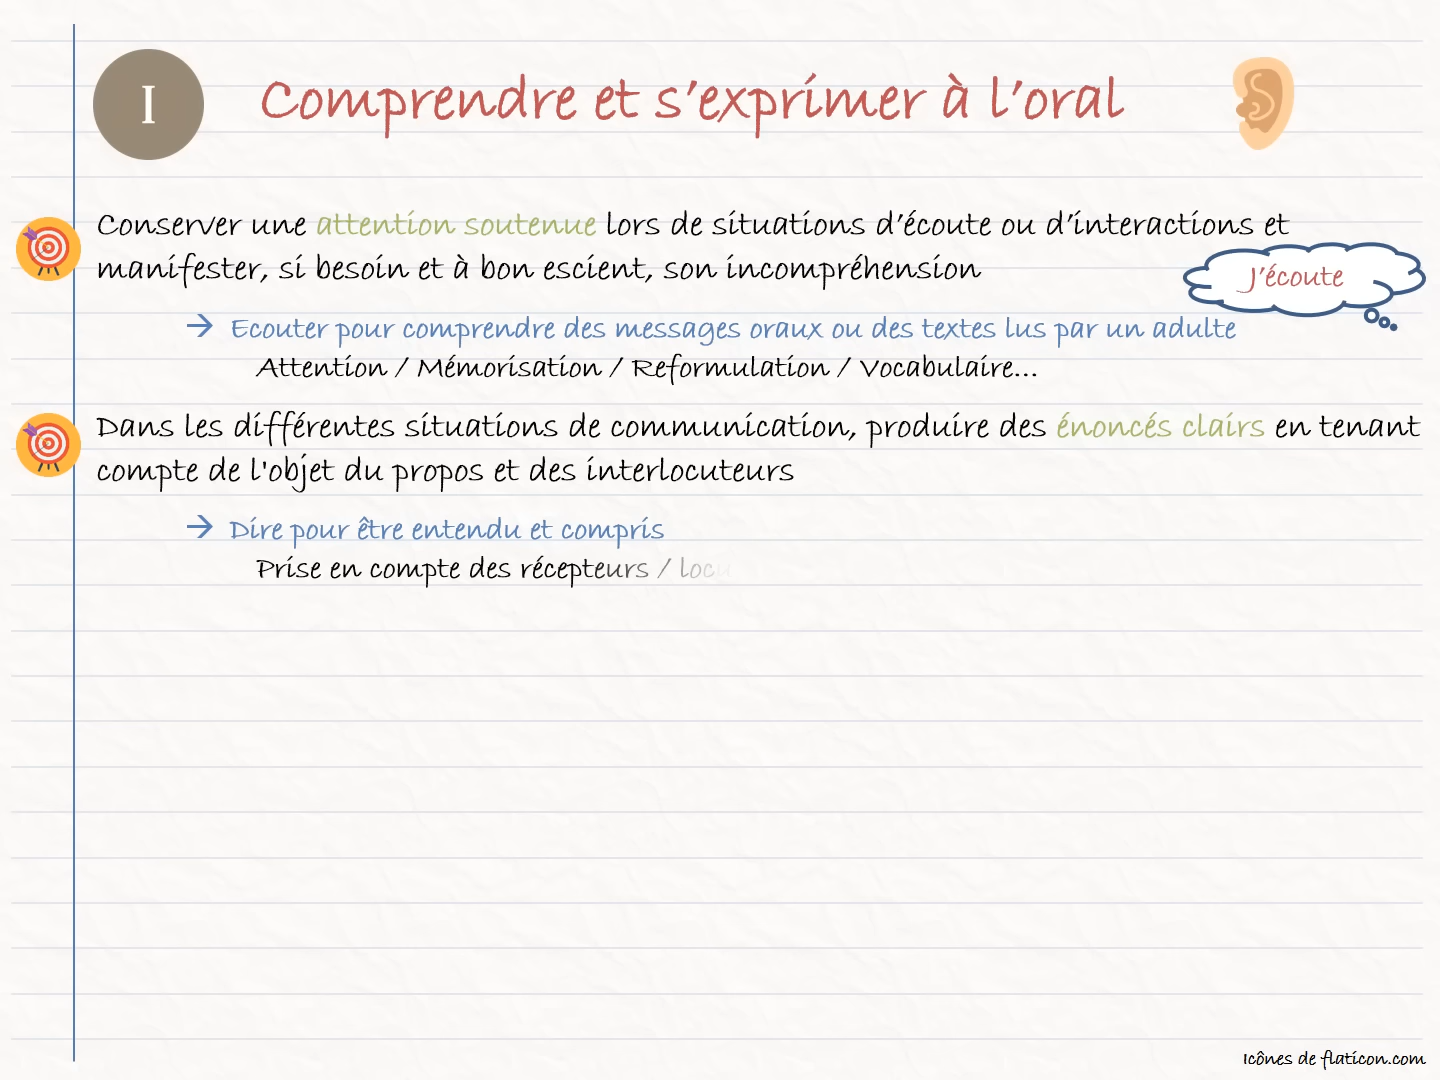 I
Comprendre et s’exprimer à l’oral
Conserver une attention soutenue lors de situations d’écoute ou d’interactions et
manifester, si besoin et à bon escient, son incompréhension
J’écoute
→ Ecouter pour comprendre des messages oraux ou des textes lus par un adulte
Attention / Mémorisation / Reformulation / Vocabulaire...
Dans les différentes situations de communication, produire des énoncés clairs en tenant
compte de l'objet du propos et des interlocuteurs
→ Dire pour être entendu et compris
Prise en compte des récepteurs /
Icônes de flaticon.com